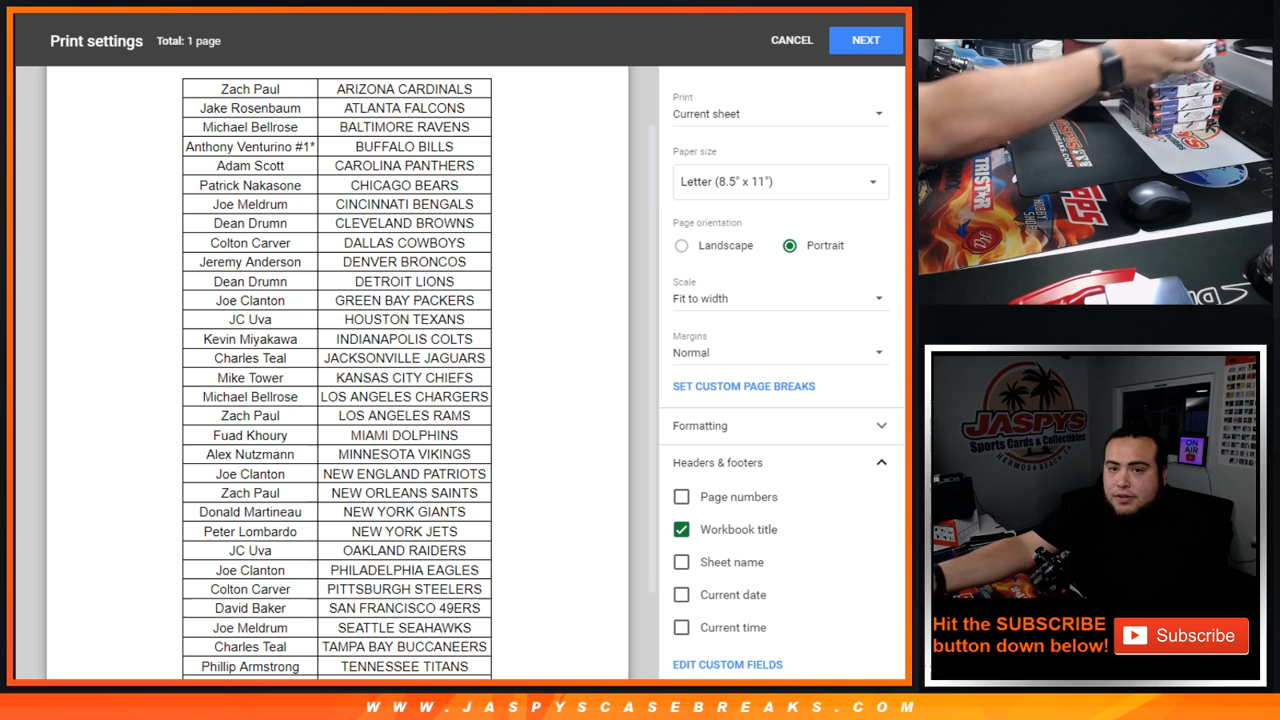 Print settings Total: 1 page CANCEL NEXT
Zach Paul ARIZONA CARDINALS
Jake Rosenbaum ATLANTA FALCONS
Michael Bellrose BALTIMORE RAVENS
Anthony Venturino #1* BUFFALO BILLS
Adam Scott CAROLINA PANTHERS
Patrick Nakasone CHICAGO BEARS
Joe Meldrum CINCINNATI BENGALS
Dean Drumn CLEVELAND BROWNS
Colton Carver DALLAS COWBOYS
Jeremy Anderson DENVER BRONCOS
Dean Drumn DETROIT LIONS
Joe Clanton GREEN BAY PACKERS
JC Uva HOUSTON TEXANS
Kevin Miyakawa INDIANAPOLIS COLTS
Charles Teal JACKSONVILLE JAGUARS
Mike Tower KANSAS CITY CHIEFS
Michael Bellrose LOS ANGELES CHARGERS
Zach Paul LOS ANGELES RAMS
Fuad Khoury MIAMI DOLPHINS
Alex Nutzmann MINNESOTA VIKINGS
Joe Clanton NEW ENGLAND PATRIOTS
Zach Paul NEW ORLEANS SAINTS
Donald Martineau NEW YORK GIANTS
Peter Lombardo NEW YORK JETS
JC Uva OAKLAND RAIDERS
Joe Clanton PHILADELPHIA EAGLES
Colton Carver PITTSBURGH STEELERS
David Baker SAN FRANCISCO 49ERS
Joe Meldrum SEATTLE SEAHAWKS
Charles Teal TAMPA BAY BUCCANEERS
Phillip Armstrong TENNESSEE TITANS
Print
Current sheet
Paper size
Letter (8.5" x 11")
Page orientation
Landscape Portrait
Scale
Fit to width
Margins
Normal
SET CUSTOM PAGE BREAKS
Formatting
Headers & footers
Page numbers
Workbook title
Sheet name
Current date
Current time
EDIT CUSTOM FIELDS
TRISTAR
HOBBY
SHOP
JASPYS
Sports Cards & Collectibles
HERMOSA BEACH, CA
ON
AIR
Hit the SUBSCRIBE
button down below!
Subscribe
WWW.JASPYSCASEBREAKS.COM